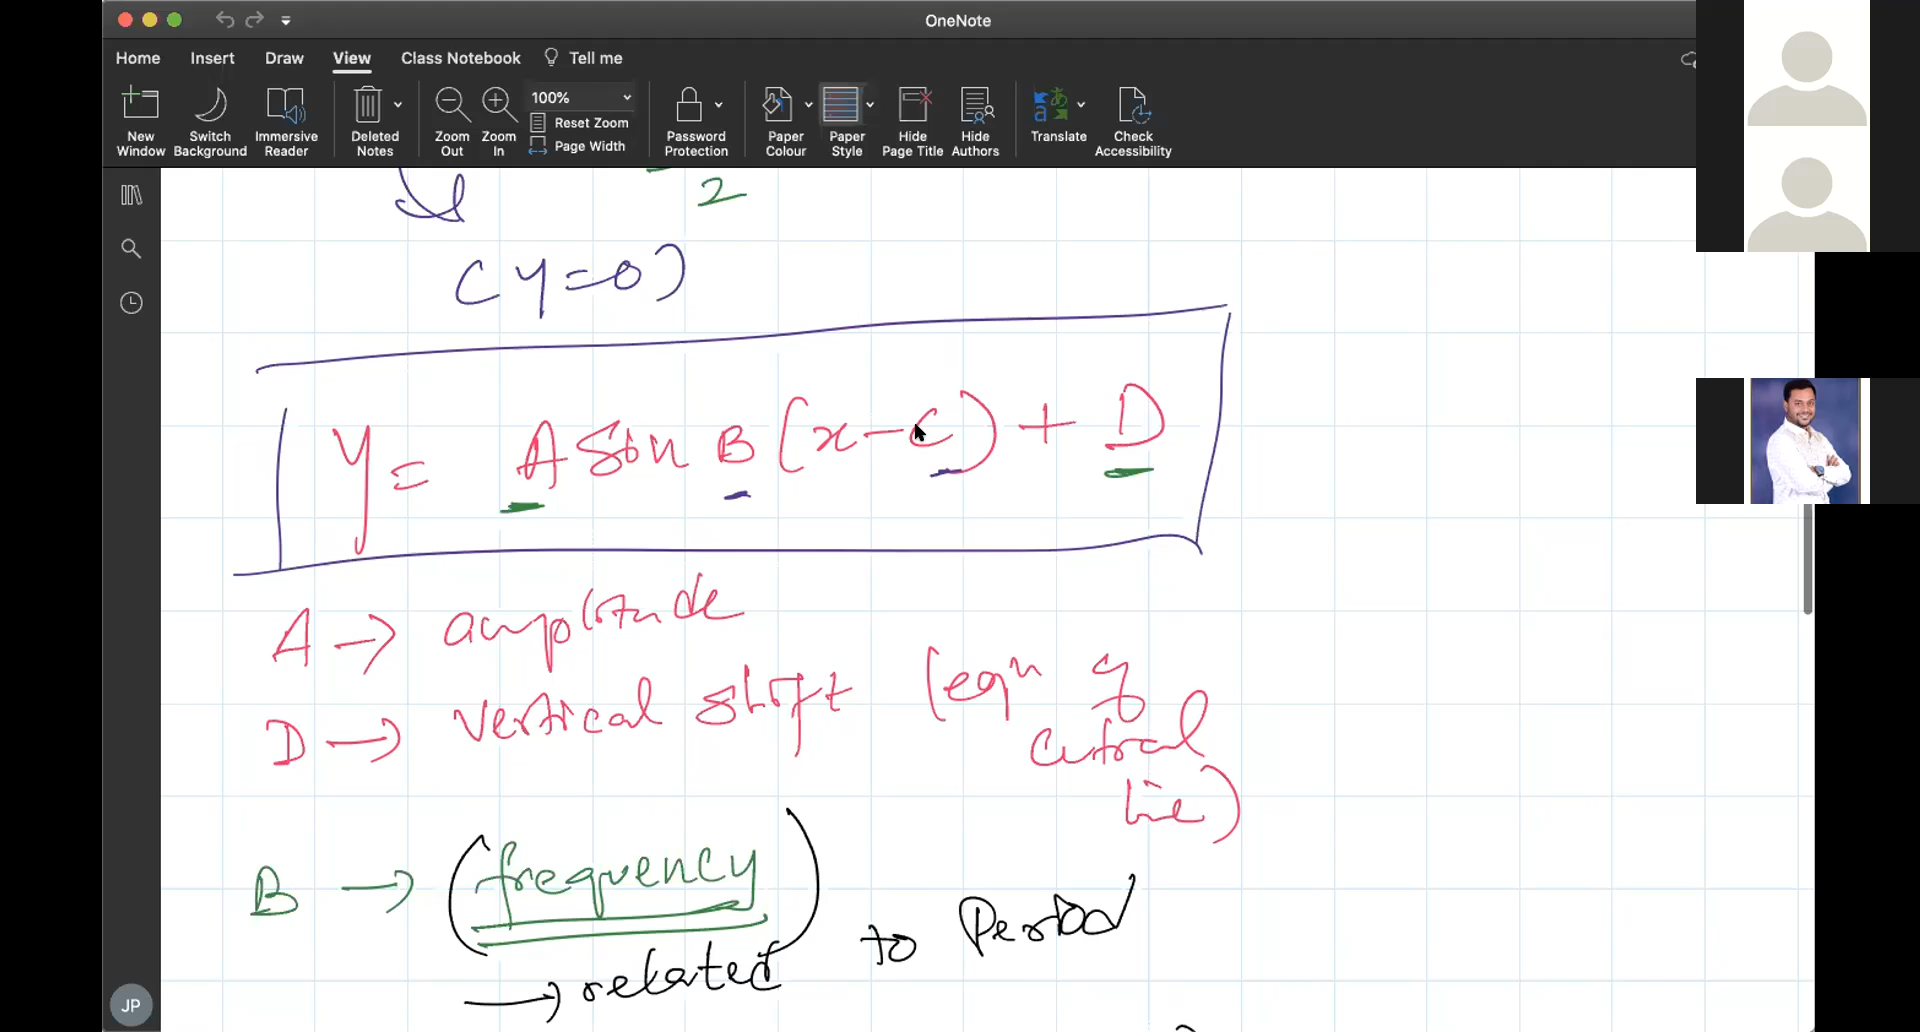 OneNote
Home Insert Draw View Class Notebook Tell me
New Window
Switch Background
Immersive Reader
Deleted Notes
Zoom Out
Zoom In
100%
Reset Zoom
Page Width
Password Protection
Paper Colour
Paper Style
Hide Page Title
Hide Authors
Translate
Check Accessibility
2
(y=0)
y = A sin B (x-c) + D
A → amplitude
D → vertical shift (eqn of
central
line)
B → (frequency)
→ related to Period
JP